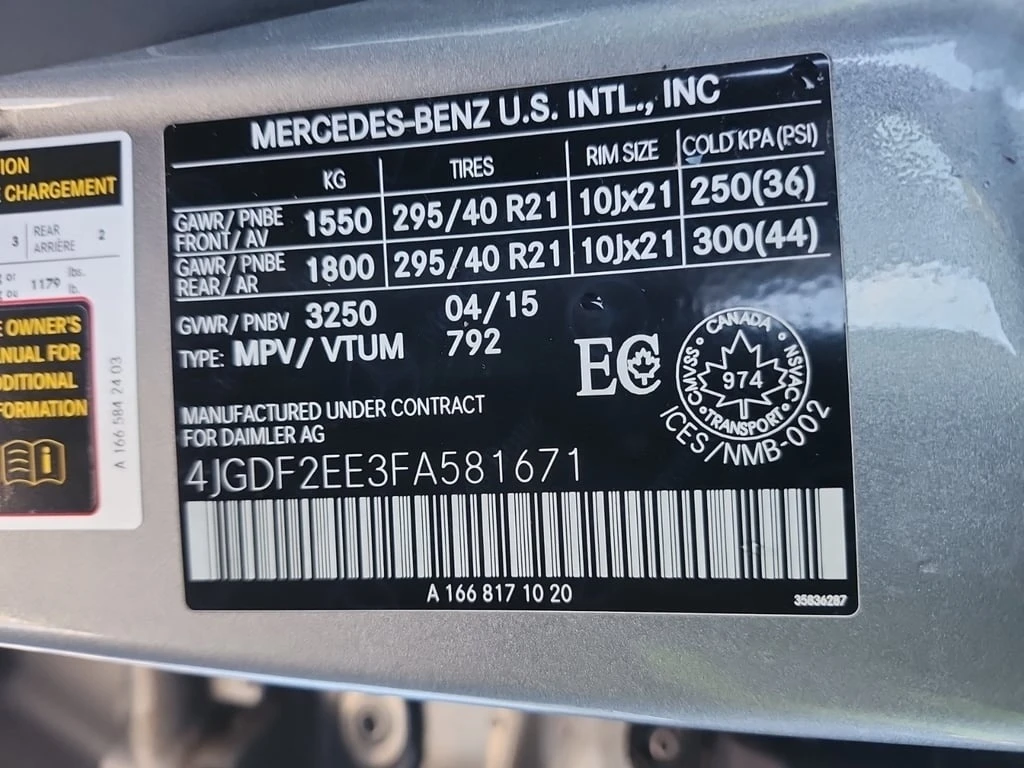 MERCEDES-BENZ U.S. INTL., INC
KG TIRES RIM SIZE COLD KPA (PSI)
GAWR/ PNBE FRONT/ AV 1550 295/40 R21 10Jx21 250(36)
GAWR/ PNBE REAR/ AR 1800 295/40 R21 10Jx21 300(44)
GVWR/ PNBV 3250 04/15
TYPE: MPV/ VTUM 792
EC
CANADA
CMVSS NSVAC
974
TRANSPORT
ICES/NMB-002
MANUFACTURED UNDER CONTRACT
FOR DAIMLER AG
4JGDF2EE3FA581671
A 166 817 10 20
35836287
ION
E CHARGEMENT
3 REAR ARRIÈRE 2
or ou 1179 lbs. lb.
E OWNER'S
ANUAL FOR
DDITIONAL
FORMATION
A 166 584 24 03